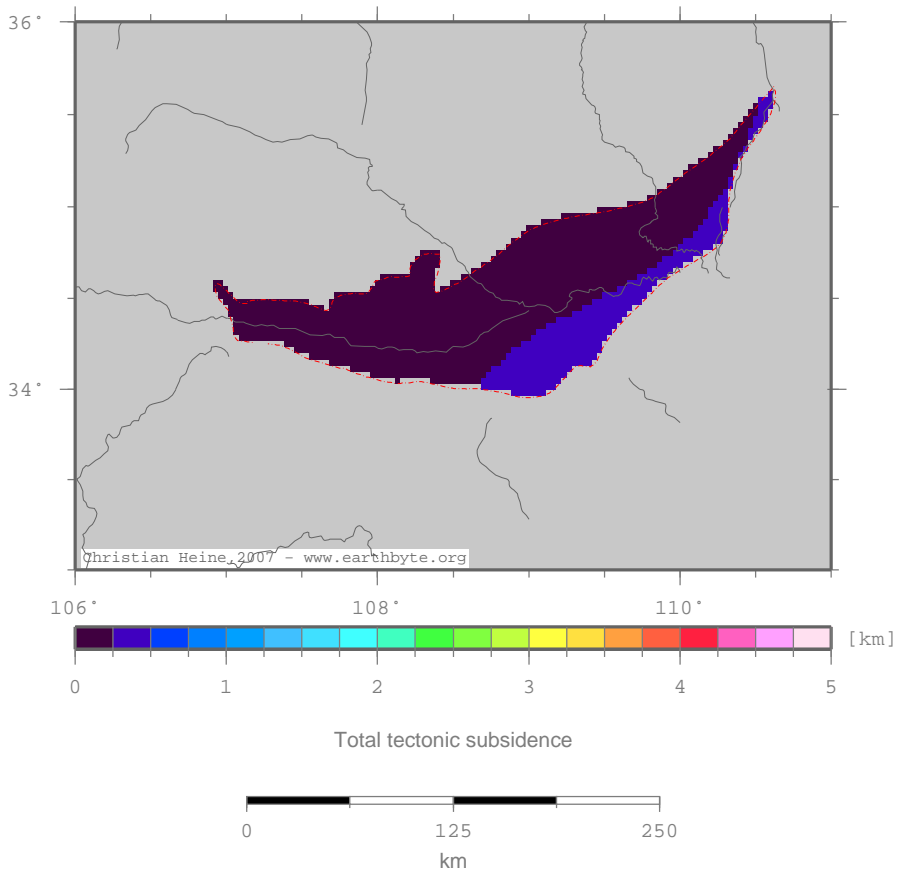 36°
34°
Christian Heine, 2007 - www.earthbyte.org
106° 108° 110°
[km]
0 1 2 3 4 5
Total tectonic subsidence
0 125 250
km